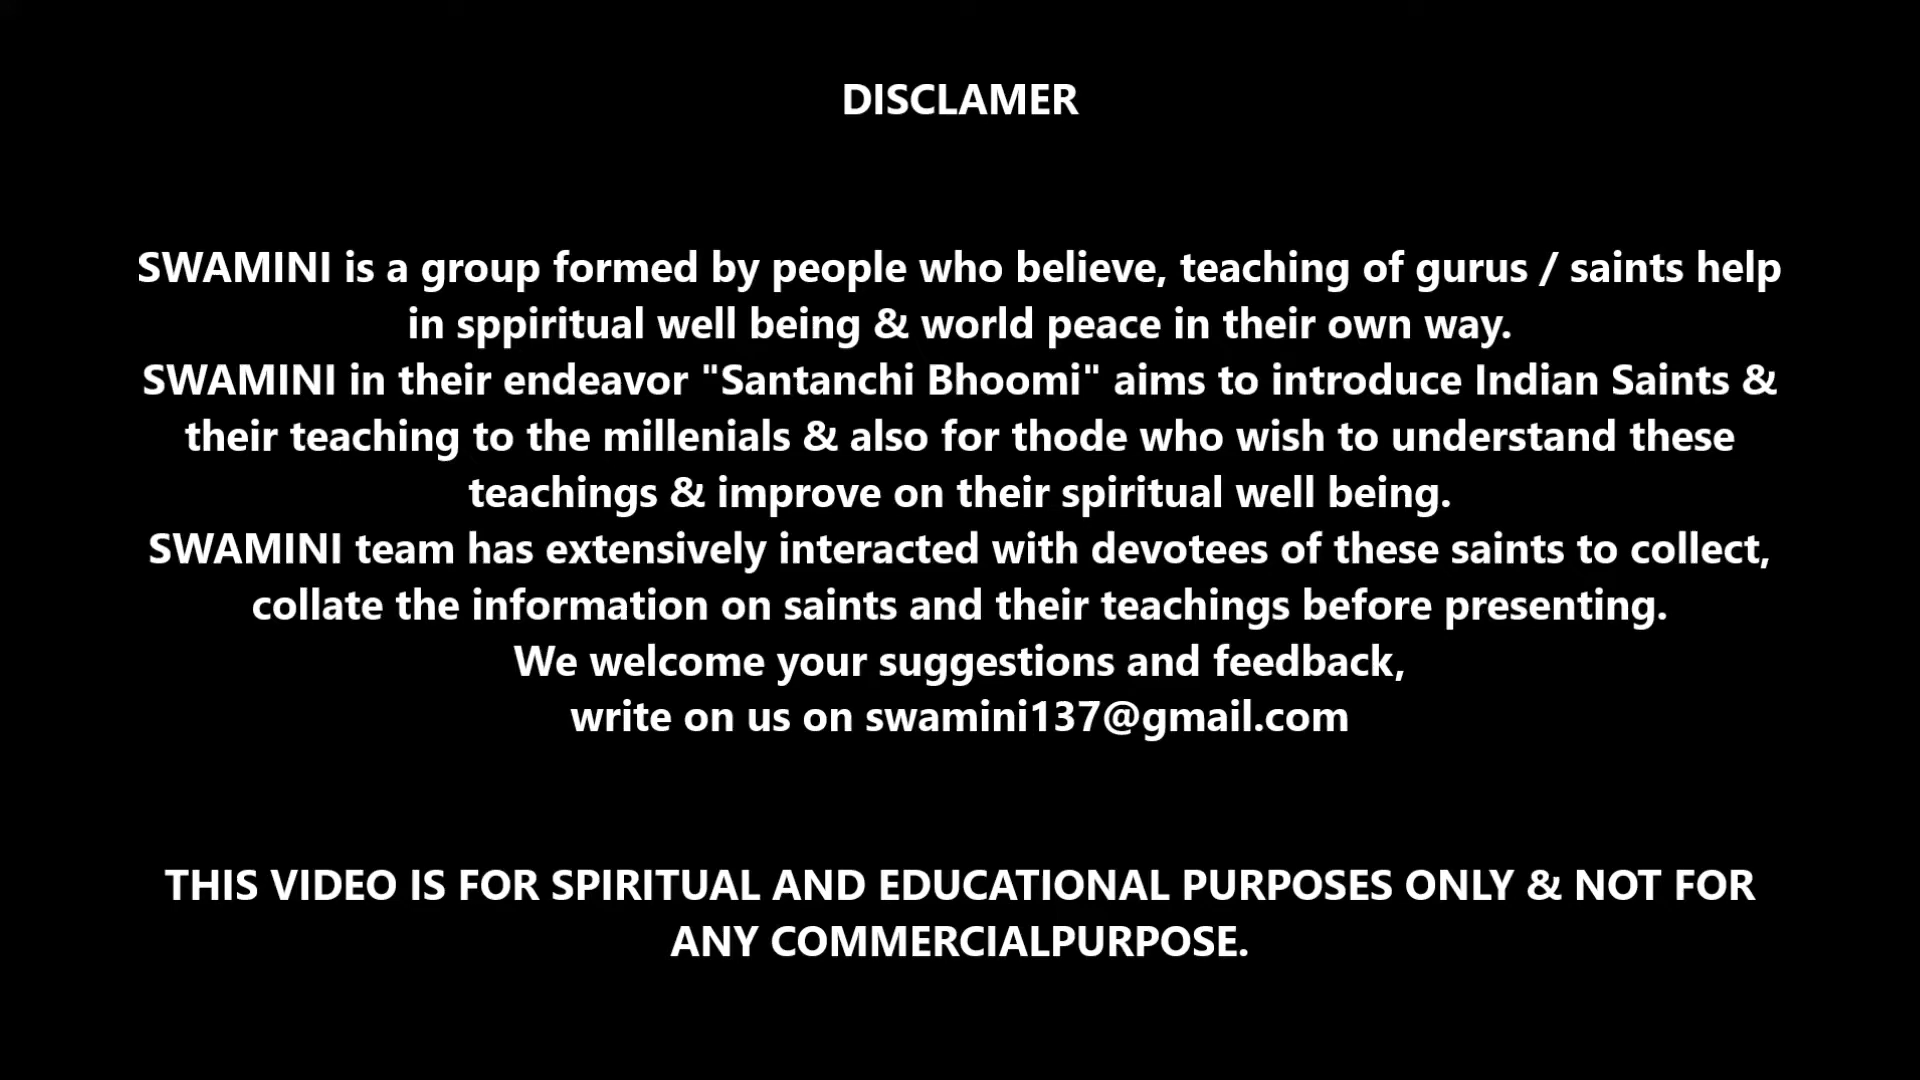 DISCLAMER
SWAMINI is a group formed by people who believe, teaching of gurus / saints help
in sppiritual well being & world peace in their own way.
SWAMINI in their endeavor "Santanchi Bhoomi" aims to introduce Indian Saints &
their teaching to the millenials & also for thode who wish to understand these
teachings & improve on their spiritual well being.
SWAMINI team has extensively interacted with devotees of these saints to collect,
collate the information on saints and their teachings before presenting.
We welcome your suggestions and feedback,
write on us on swamini137@gmail.com
THIS VIDEO IS FOR SPIRITUAL AND EDUCATIONAL PURPOSES ONLY & NOT FOR
ANY COMMERCIALPURPOSE.